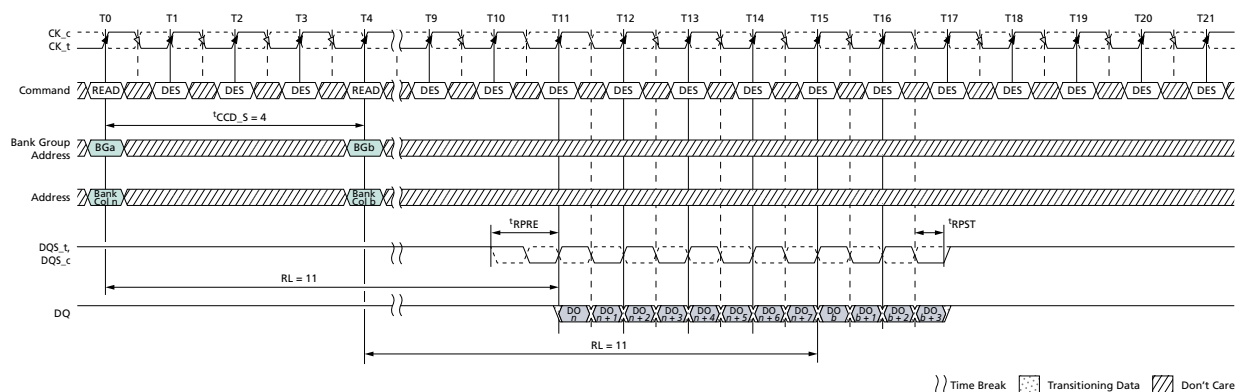 T0 T1 T2 T3 T4 T9 T10 T11 T12 T13 T14 T15 T16 T17 T18 T19 T20 T21
CK_c
CK_t
Command READ DES DES DES READ DES DES DES DES DES DES DES DES DES DES DES DES DES
tCCD_S = 4
Bank Group
Address
BGa BGb
Address
Bank
Col n
Bank
Col b
tRPRE tRPST
DQS_t,
DQS_c
RL = 11
DQ
DO
n
DO
n + 1
DO
n + 2
DO
n + 3
DO
n + 4
DO
n + 5
DO
n + 6
DO
n + 7
DO
b
DO
b + 1
DO
b + 2
DO
b + 3
RL = 11
Time Break Transitioning Data Don't Care